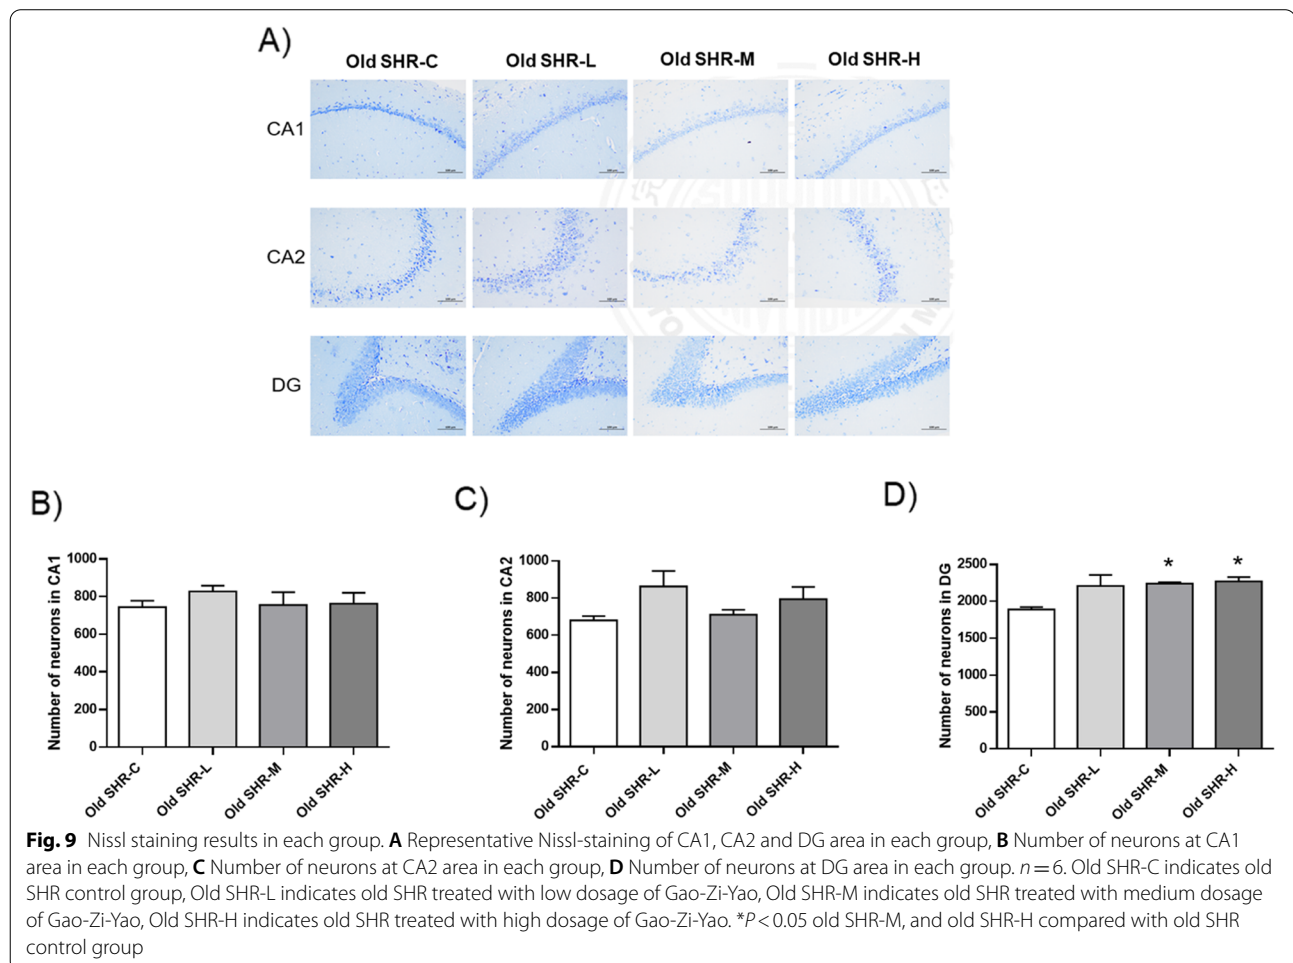 A)
Old SHR-C Old SHR-L Old SHR-M Old SHR-H
CA1
CA2
DG
B)
Number of neurons in CA1
1000
800
600
400
200
0
Old SHR-C Old SHR-L Old SHR-M Old SHR-H
C)
Number of neurons in CA2
1000
800
600
400
200
0
Old SHR-C Old SHR-L Old SHR-M Old SHR-H
D)
Number of neurons in DG
2500
2000
1500
1000
500
0
* *
Old SHR-C Old SHR-L Old SHR-M Old SHR-H
Fig. 9 Nissl staining results in each group. A Representative Nissl-staining of CA1, CA2 and DG area in each group, B Number of neurons at CA1
area in each group, C Number of neurons at CA2 area in each group, D Number of neurons at DG area in each group. n = 6. Old SHR-C indicates old
SHR control group, Old SHR-L indicates old SHR treated with low dosage of Gao-Zi-Yao, Old SHR-M indicates old SHR treated with medium dosage
of Gao-Zi-Yao, Old SHR-H indicates old SHR treated with high dosage of Gao-Zi-Yao. *P < 0.05 old SHR-M, and old SHR-H compared with old SHR
control group